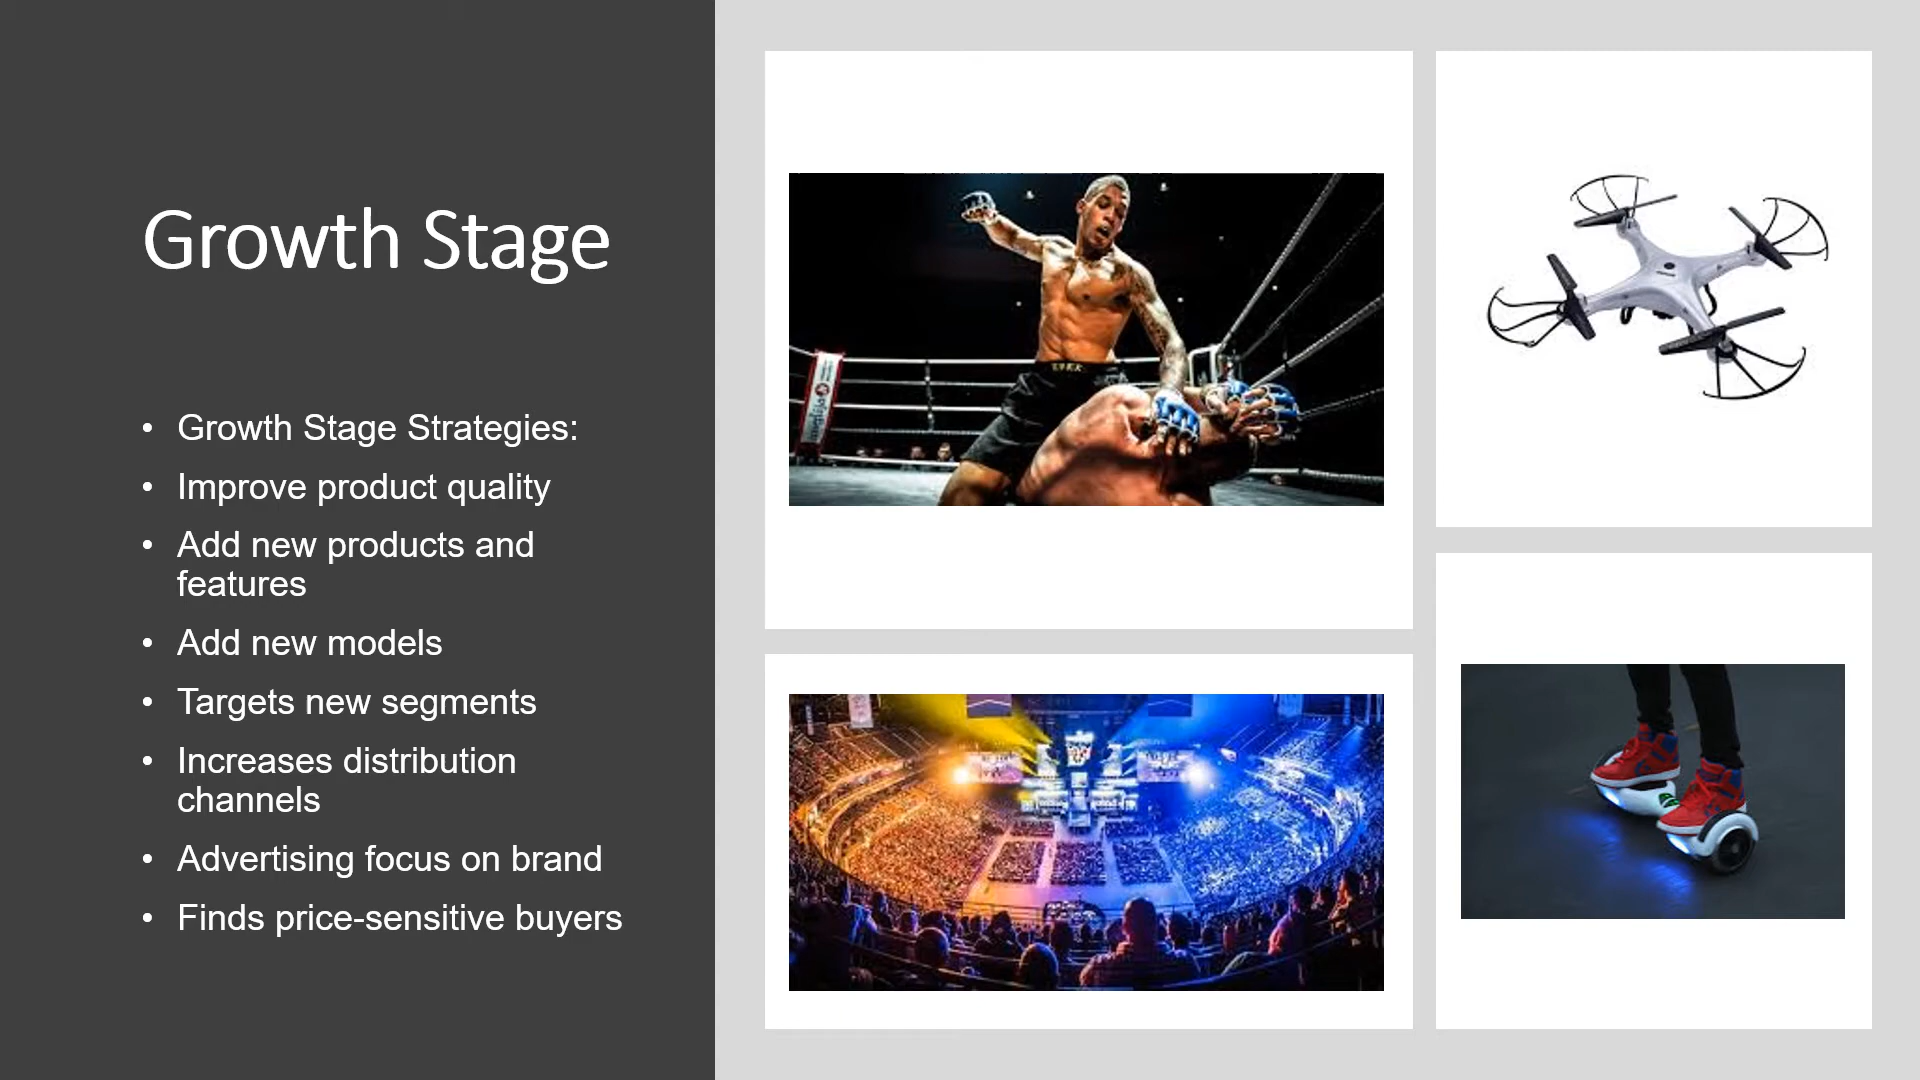 Growth Stage
• Growth Stage Strategies:
• Improve product quality
• Add new products and
features
• Add new models
• Targets new segments
• Increases distribution
channels
• Advertising focus on brand
• Finds price-sensitive buyers